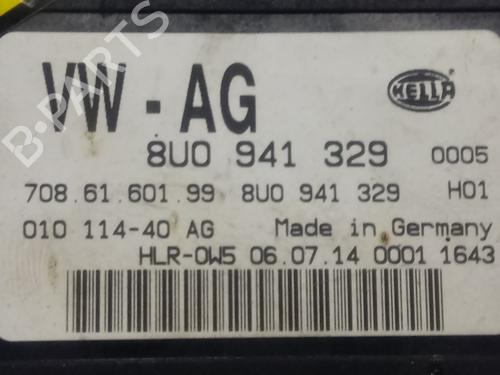 B-PARTS
VW - AG
HELLA
8U0 941 329 0005
708.61.601.99 8U0 941 329 H01
010 114-40 AG Made in Germany
HLR-0W5 06.07.14 0001 1643